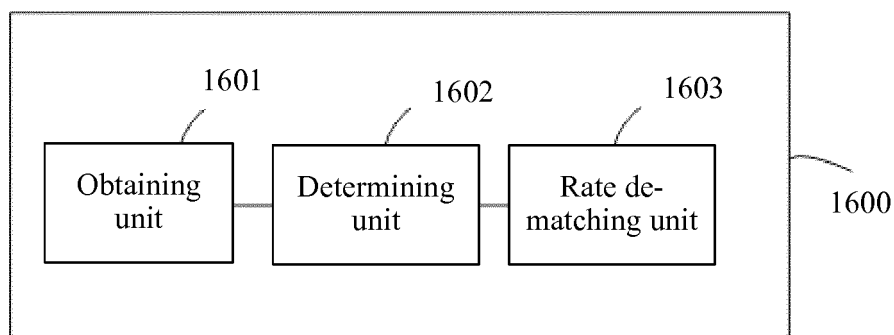 1601
1602
1603
Obtaining
unit
Determining
unit
Rate de-
matching unit
1600